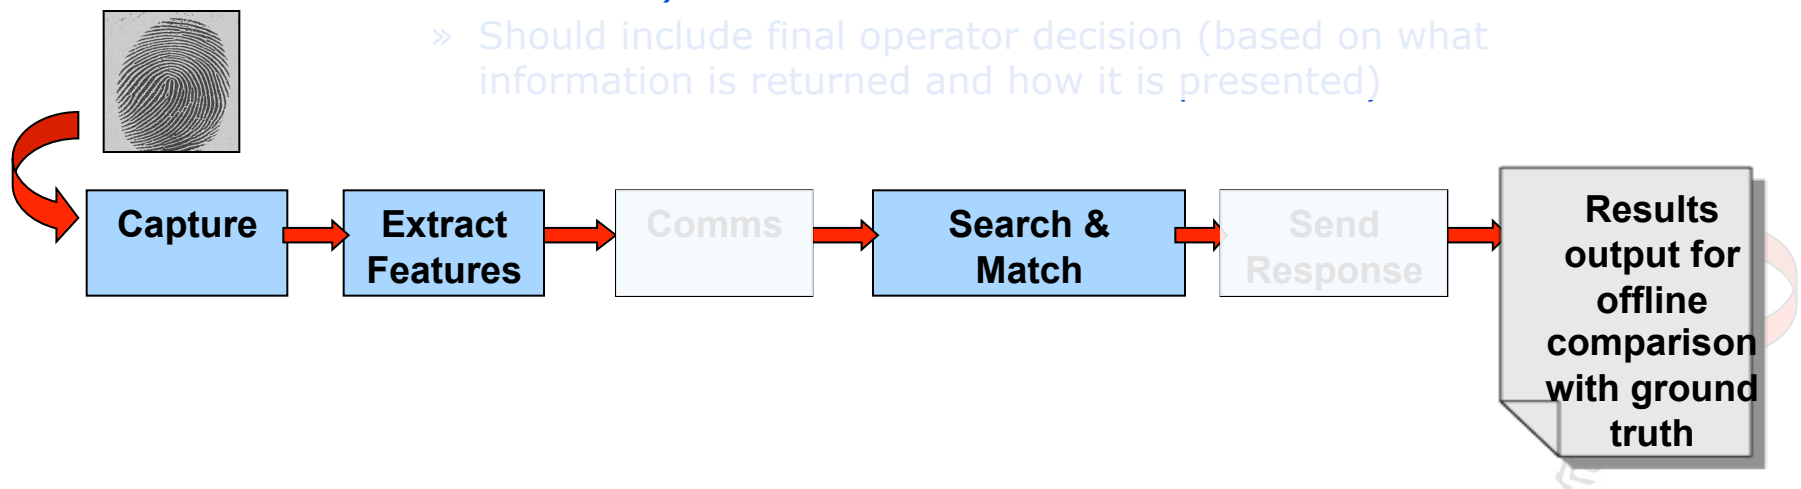 » Should include final operator decision (based on what
information is returned and how it is presented)
Capture
Extract
Features
Comms
Search &
Match
Send
Response
Results
output for
offline
comparison
with ground
truth